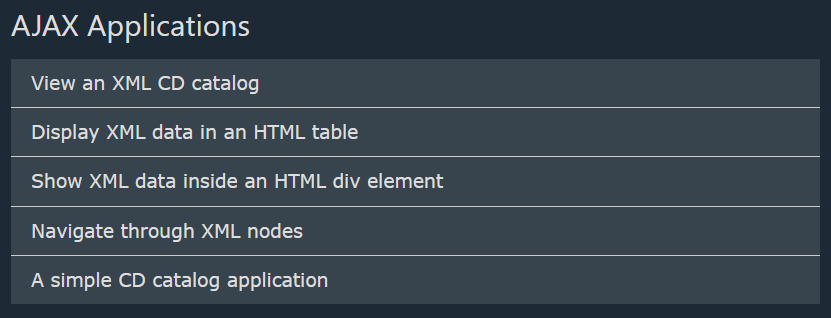 AJAX Applications
View an XML CD catalog
Display XML data in an HTML table
Show XML data inside an HTML div element
Navigate through XML nodes
A simple CD catalog application